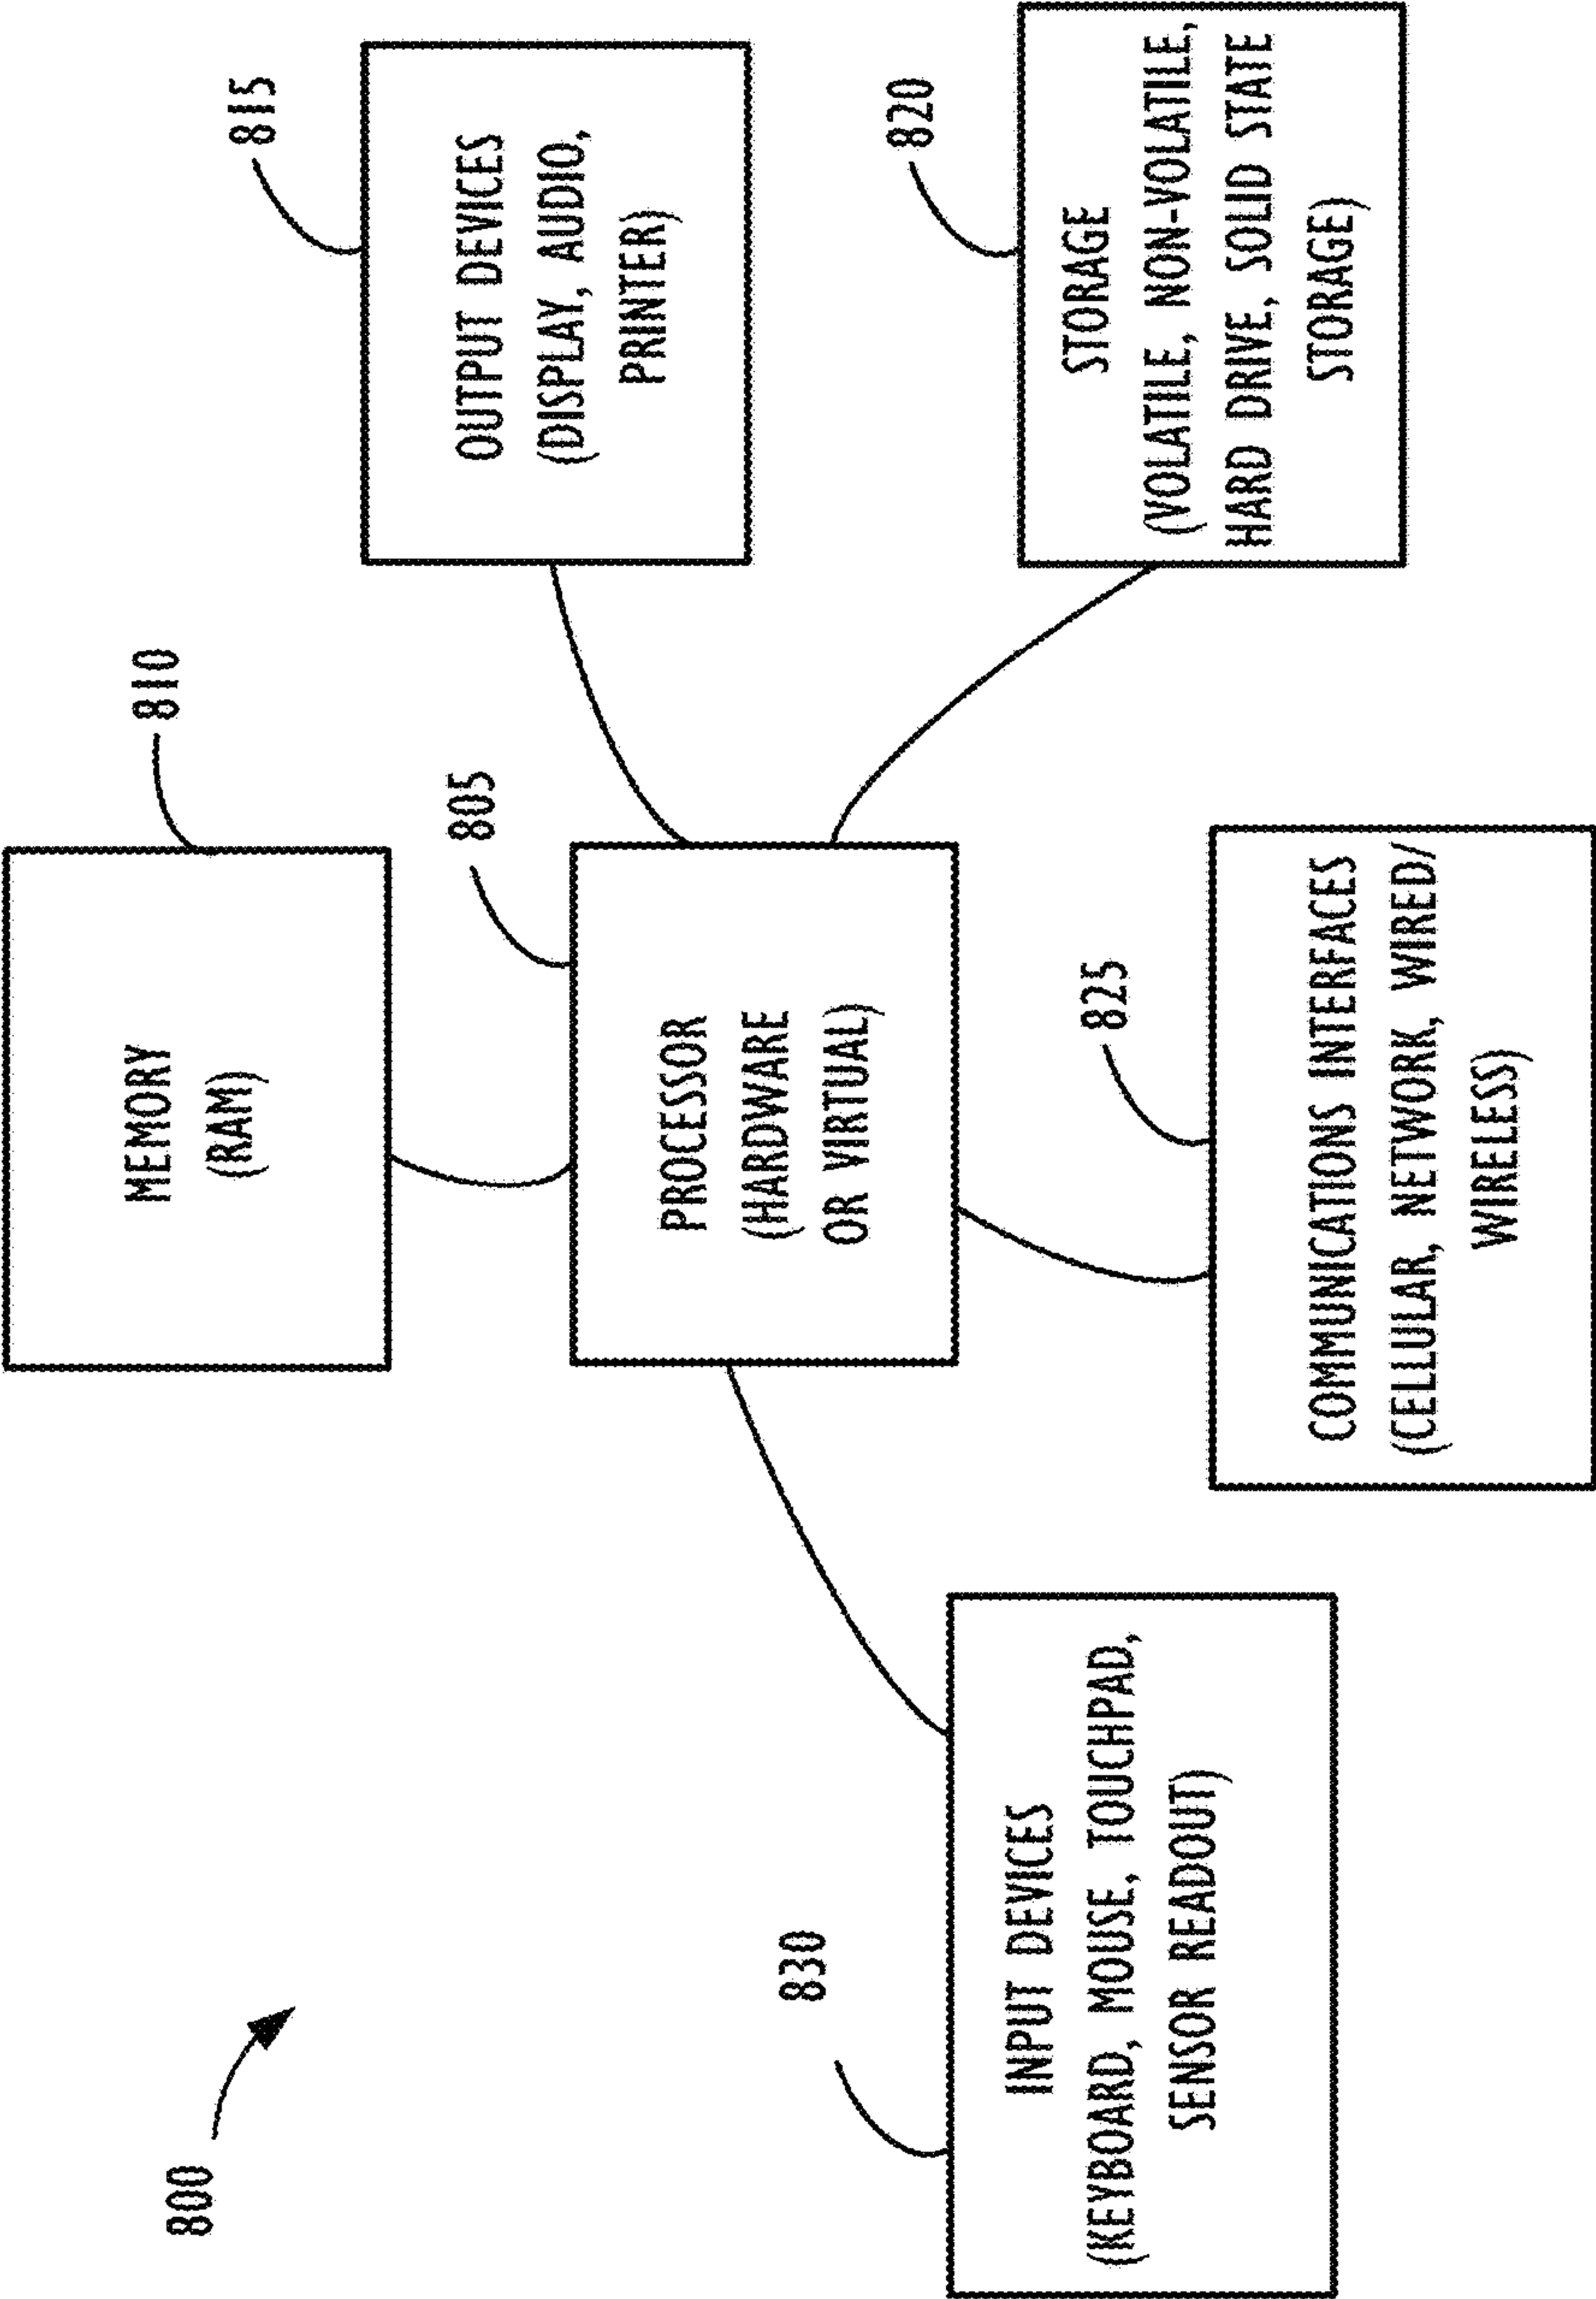 800
810
MEMORY
(RAM)
815
OUTPUT DEVICES
(DISPLAY, AUDIO,
PRINTER)
805
PROCESSOR
(HARDWARE
OR VIRTUAL)
830
INPUT DEVICES
(KEYBOARD, MOUSE, TOUCHPAD,
SENSOR READOUT)
825
COMMUNICATIONS INTERFACES
(CELLULAR, NETWORK, WIRED/
WIRELESS)
820
STORAGE
(VOLATILE, NON-VOLATILE,
HARD DRIVE, SOLID STATE
STORAGE)